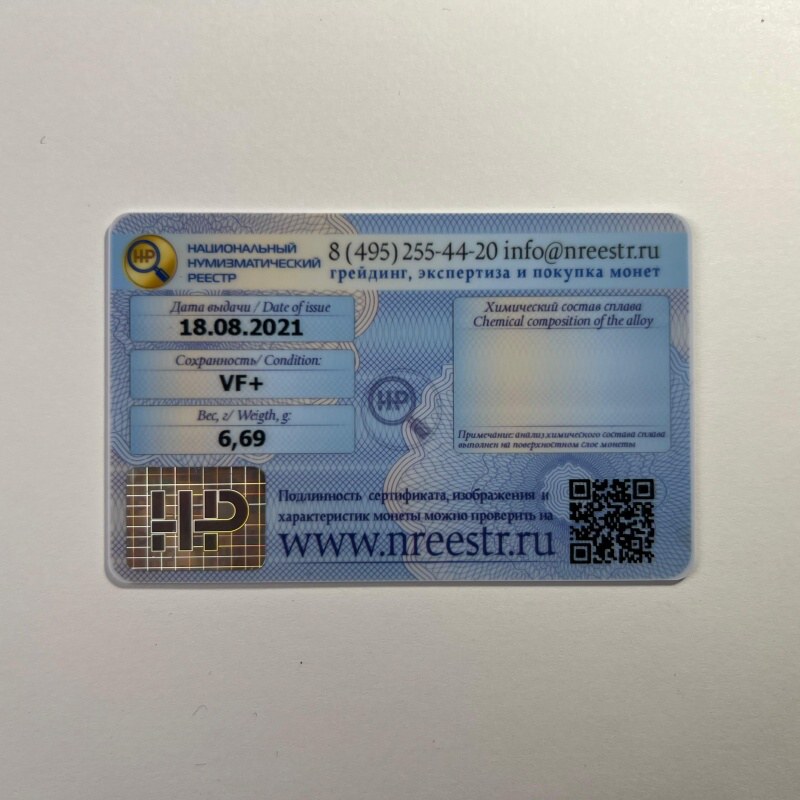 НАЦИОНАЛЬНЫЙ
НУМИЗМАТИЧЕСКИЙ
РЕЕСТР
8 (495) 255-44-20 info@nreestr.ru
грейдинг, экспертиза и покупка монет
Дата выдачи / Date of issue
18.08.2021
Сохранность/ Condition:
VF+
Вес, г/ Weigth, g:
6,69
Химический состав сплава
Chemical composition of the alloy
Примечание: анализ химического состава сплава
выполнен на поверхностном слое монеты
НР
НР
НР
Подлинность сертификата, изображения и
характеристик монеты можно проверить на
www.nreestr.ru